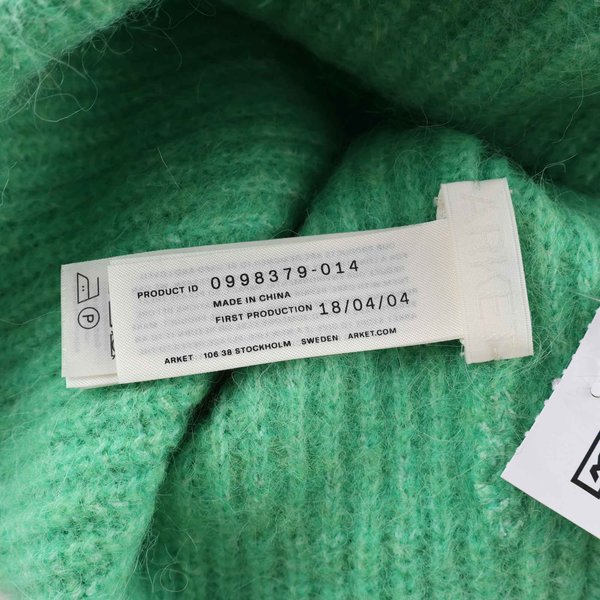 PRODUCT ID 0998379-014
MADE IN CHINA
FIRST PRODUCTION 18/04/04
ARKET 106 38 STOCKHOLM SWEDEN ARKET.COM
ARKET
P